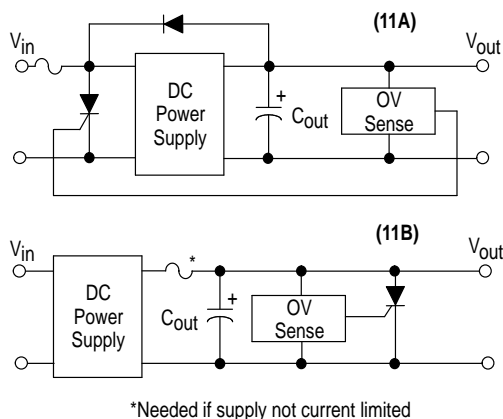 (11A)
Vin
Vout
DC
Power
Supply
+
Cout
OV
Sense
(11B)
Vin
*
Vout
DC
Power
Supply
+
Cout
OV
Sense
*Needed if supply not current limited